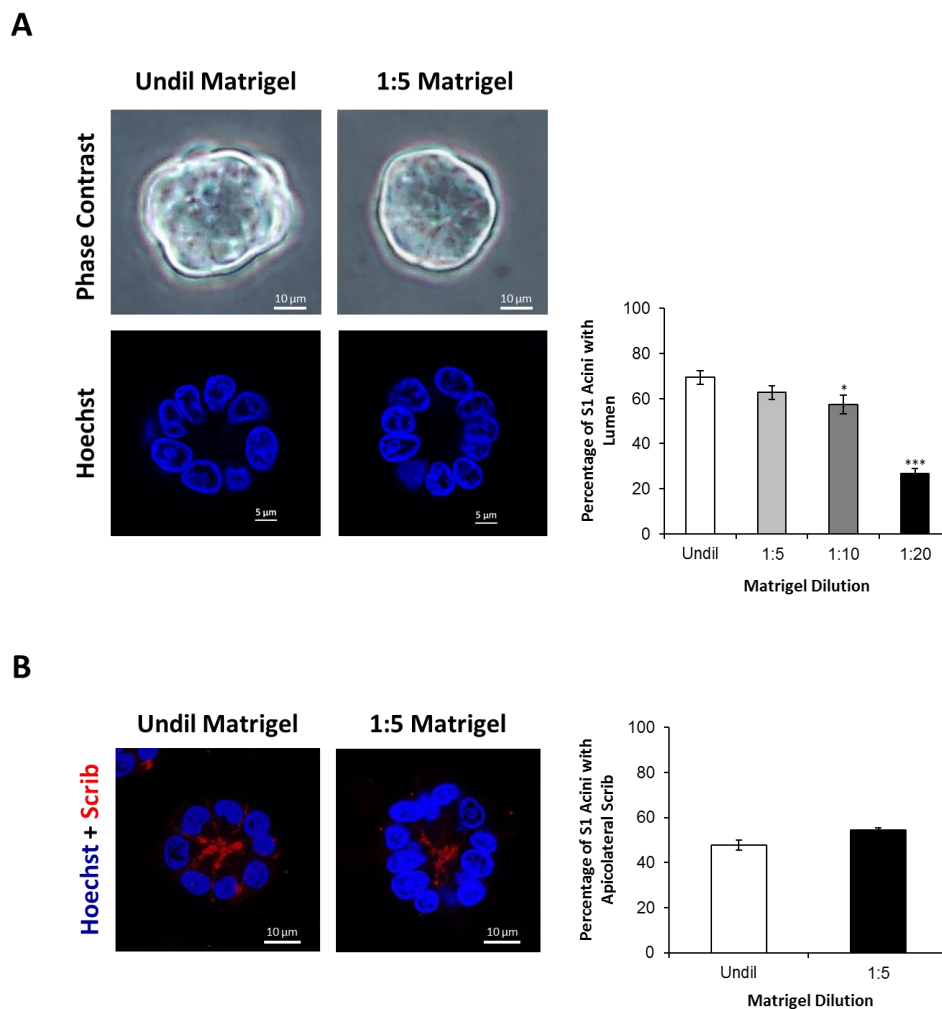 A
Undil Matrigel
1:5 Matrigel
Phase Contrast
10 µm
10 µm
Hoechst
5 µm
5 µm
Percentage of S1 Acini with
Lumen
100
80
60
40
20
0
*
***
Undil
1:5
1:10
1:20
Matrigel Dilution
B
Undil Matrigel
1:5 Matrigel
Hoechst + Scrib
10 µm
10 µm
Percentage of S1 Acini with
Apicolateral Scrib
100
80
60
40
20
0
Undil
1:5
Matrigel Dilution